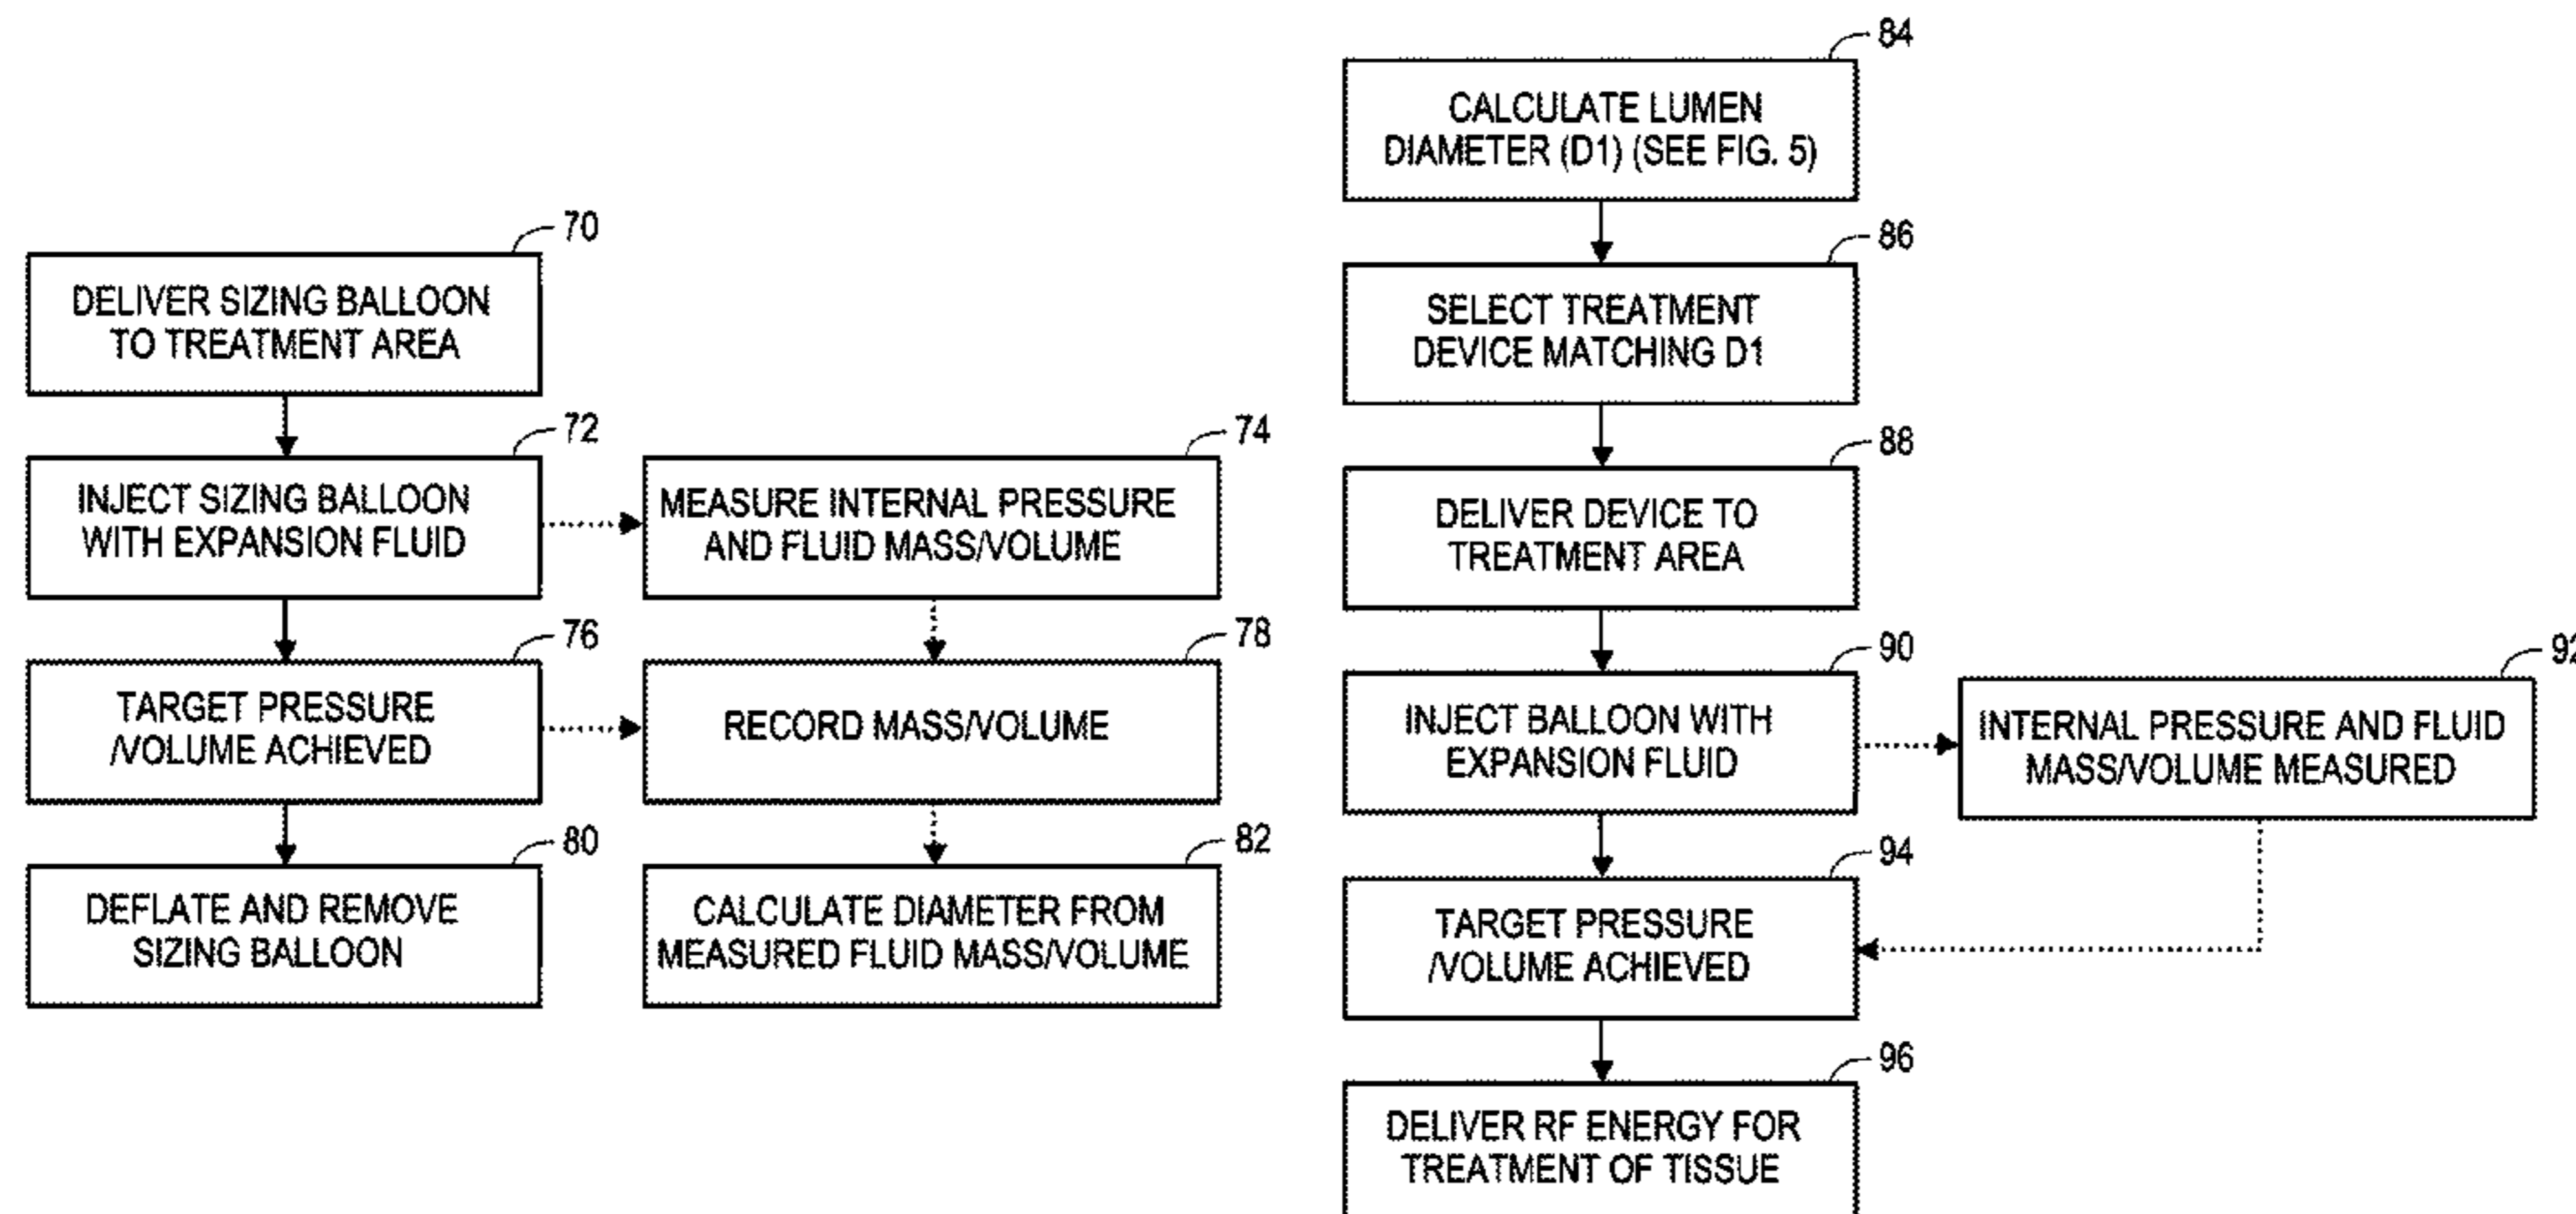 70
DELIVER SIZING BALLOON
TO TREATMENT AREA
72
INJECT SIZING BALLOON
WITH EXPANSION FLUID
74
MEASURE INTERNAL PRESSURE
AND FLUID MASS/VOLUME
76
TARGET PRESSURE
/VOLUME ACHIEVED
78
RECORD MASS/VOLUME
80
DEFLATE AND REMOVE
SIZING BALLOON
82
CALCULATE DIAMETER FROM
MEASURED FLUID MASS/VOLUME
84
CALCULATE LUMEN
DIAMETER (D1) (SEE FIG. 5)
86
SELECT TREATMENT
DEVICE MATCHING D1
88
DELIVER DEVICE TO
TREATMENT AREA
90
INJECT BALLOON WITH
EXPANSION FLUID
92
INTERNAL PRESSURE AND FLUID
MASS/VOLUME MEASURED
94
TARGET PRESSURE
/VOLUME ACHIEVED
96
DELIVER RF ENERGY FOR
TREATMENT OF TISSUE